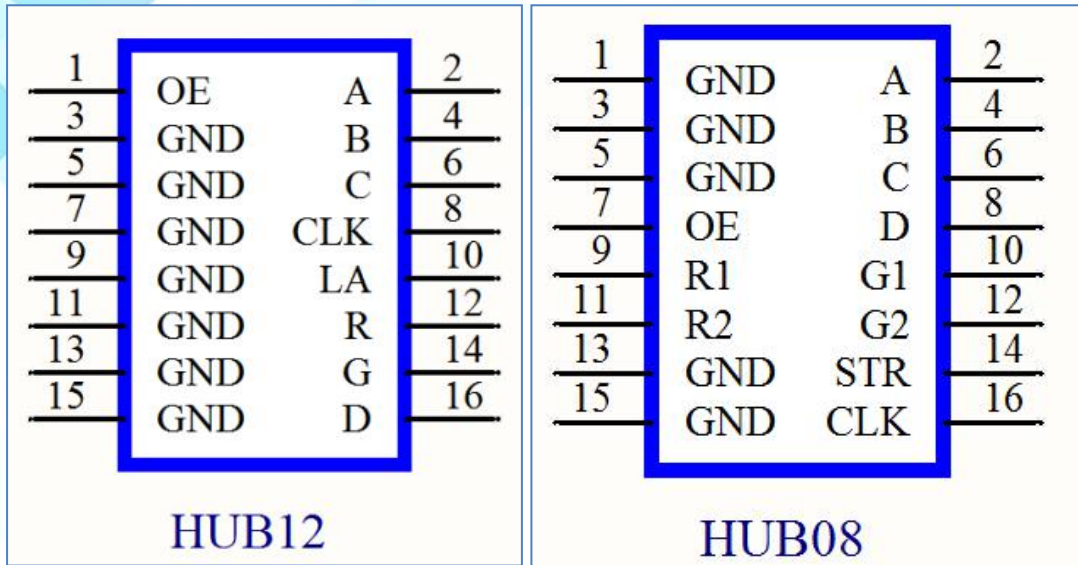 1 OE A 2
3 GND B 4
5 GND C 6
7 GND CLK 8
9 GND LA 10
11 GND R 12
13 GND G 14
15 GND D 16
HUB12
1 GND A 2
3 GND B 4
5 GND C 6
7 OE D 8
9 R1 G1 10
11 R2 G2 12
13 GND STR 14
15 GND CLK 16
HUB08